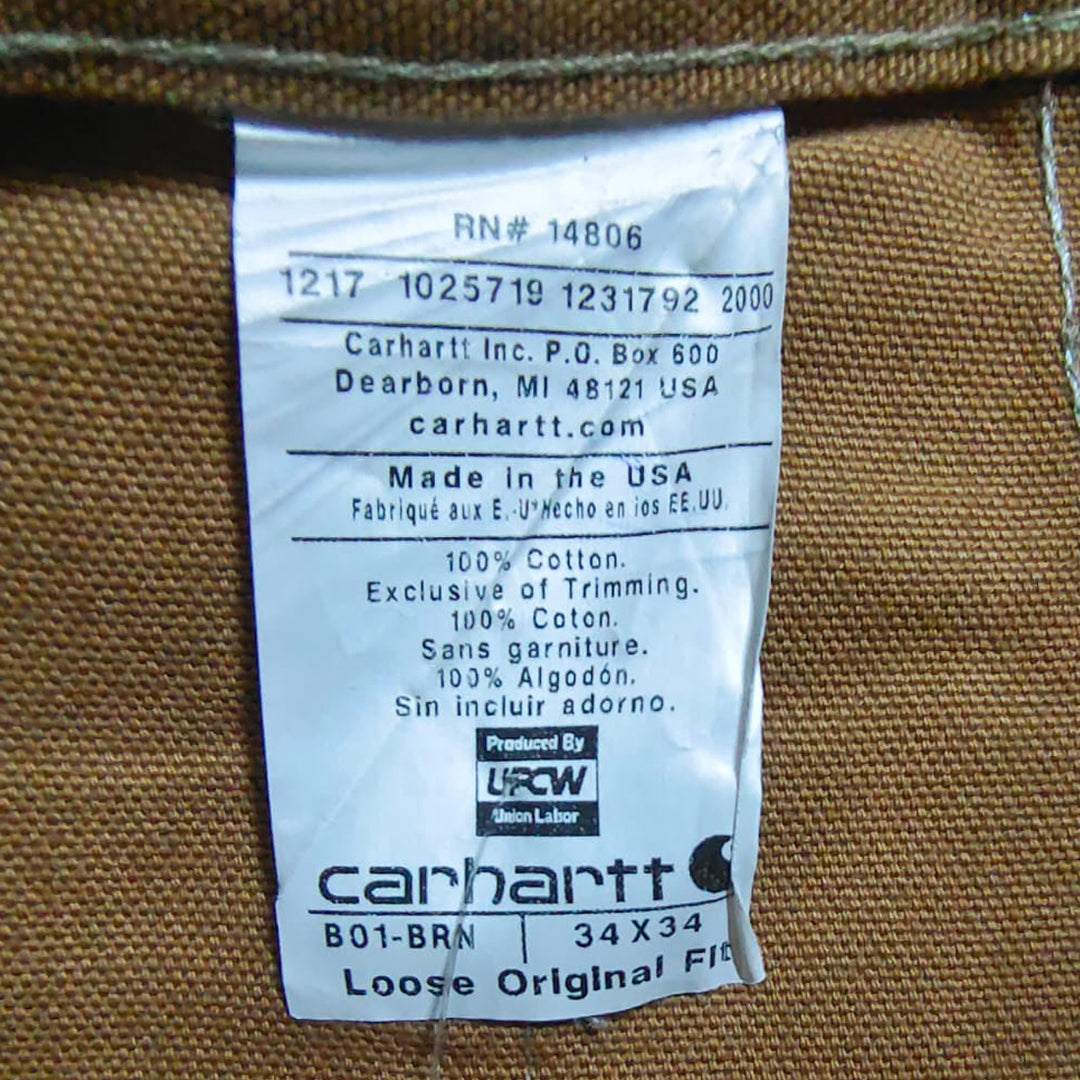 RN# 14806
1217 1025719 1231792 2000
Carhartt Inc. P.O. Box 600
Dearborn, MI 48121 USA
carhartt.com
Made in the USA
Fabriqué aux E.-U*Hecho en los EE.UU.
100% Cotton.
Exclusive of Trimming.
100% Coton.
Sans garniture.
100% Algodón.
Sin incluir adorno.
Produced By
UFCW
Union Labor
carhartt
B01-BRN 34 X 34
Loose Original Fit